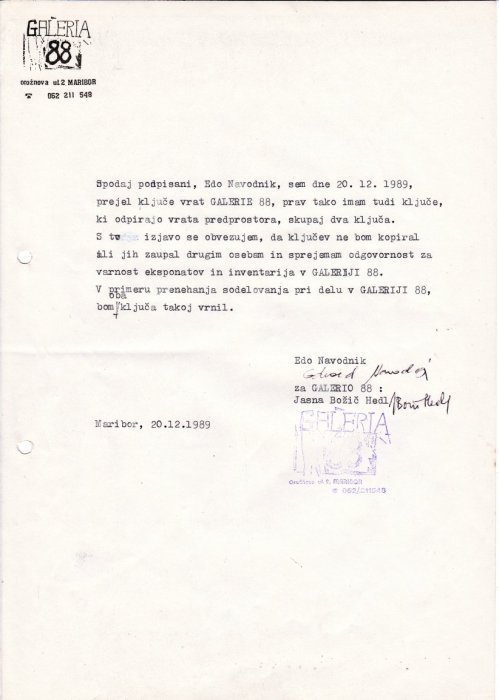 GALERIA
88
orožnova ul.2 MARIBOR
☎ 062 211 549
Spodaj podpisani, Edo Navodnik, sem dne 20. 12. 1989,
prejel ključe vrat GALERIE 88, prav tako imam tudi ključe,
ki odpirajo vrata predprostora, skupaj dva ključa.
S izjavo se obvezujem, da ključev ne bom kopiral
ali jih zaupal drugim osebam in sprejemam odgovornost za
varnost eksponatov in inventarija v GALERIJI 88.
V primeru prenehanja sodelovanja pri delu v GALERIJI 88,
oba
bom ključa takoj vrnil.
Edo Navodnik
za GALERIO 88 :
Jasna Božič Hedl
Maribor, 20.12.1989
GALERIA
MARIBOR